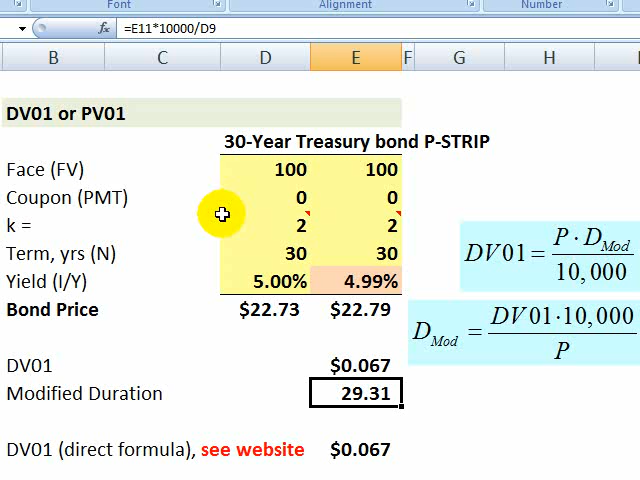 Font Alignment Number
fx =E11*10000/D9
B C D E F G H
DV01 or PV01
30-Year Treasury bond P-STRIP
Face (FV) 100 100
Coupon (PMT) 0 0
k = 2 2
Term, yrs (N) 30 30
Yield (I/Y) 5.00% 4.99%
Bond Price $22.73 $22.79
DV01 $0.067
Modified Duration 29.31
DV01 (direct formula), see website $0.067
DV01 = P · D_Mod / 10,000
D_Mod = DV01·10,000 / P